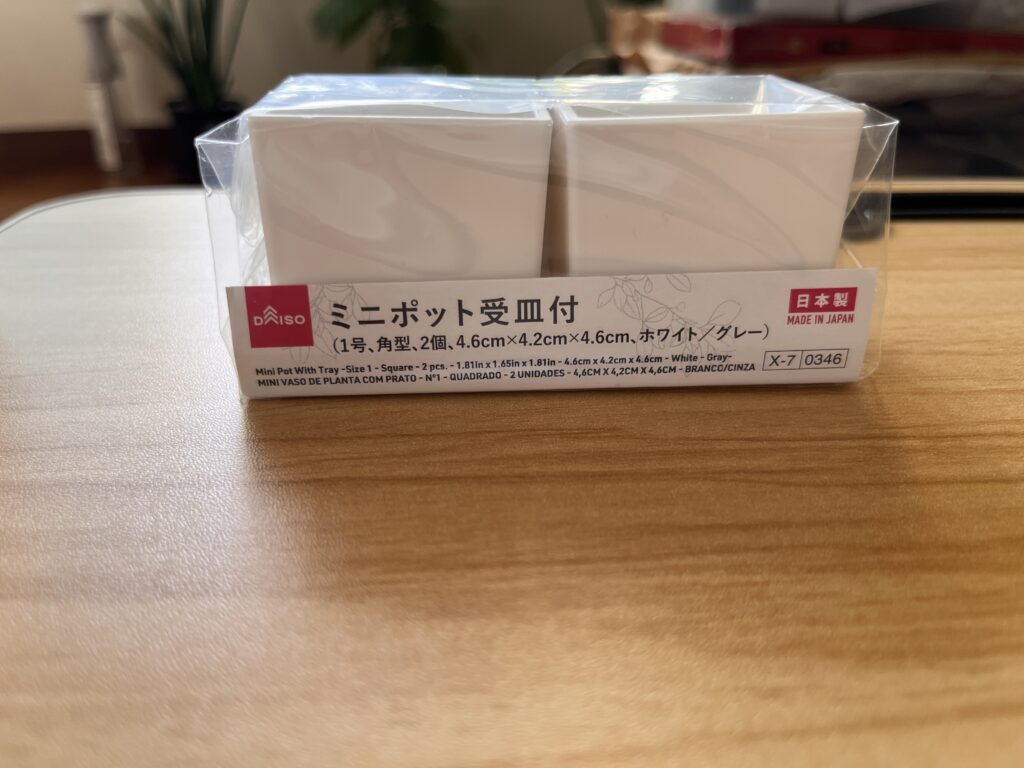 DAISO
ミニポット受皿付
(1号、角型、2個、4.6cm×4.2cm×4.6cm、ホワイト／グレー)
Mini Pot With Tray -Size 1 - Square - 2 pcs. - 1.81in x 1.65in x 1.81in - 4.6cm x 4.2cm x 4.6cm - White - Gray-
MINI VASO DE PLANTA COM PRATO - Nº1 - QUADRADO - 2 UNIDADES - 4,6CM X 4,2CM X 4,6CM - BRANCO/CINZA
日本製
MADE IN JAPAN
X-7 0346